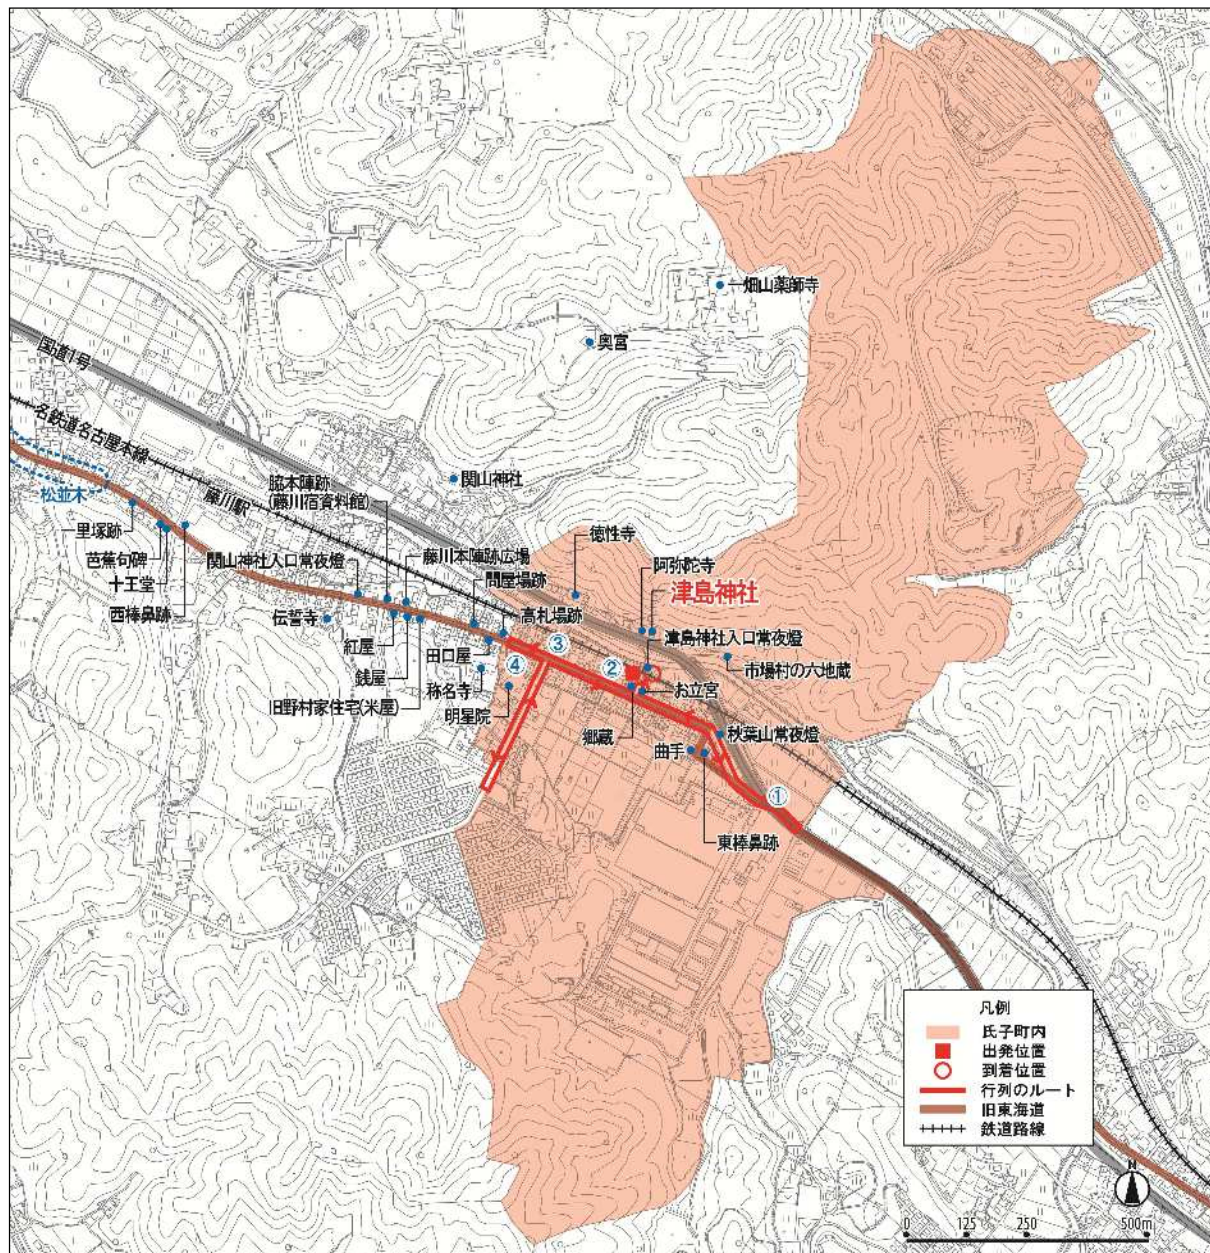 畑山薬師寺
奥宮
国道1号
名鉄道名古屋本線
藤川駅
松並木
関山神社
脇本陣跡
(藤川宿資料館)
里塚跡
芭蕉句碑
十王堂
西棒鼻跡
関山神社入口常夜燈
藤川本陣跡広場
問屋場跡
高札場跡
徳性寺
阿弥陀寺
津島神社
津島神社入口常夜燈
市場村の六地蔵
伝誓寺
紅屋
銭屋
旧野村家住宅(米屋)
田口屋
称名寺
明星院
④
③
②
郷蔵
お立宮
秋葉山常夜燈
曲手
東棒鼻跡
①
凡例
氏子町内
出発位置
到着位置
行列のルート
旧東海道
鉄道路線
N
0 125 250 500m